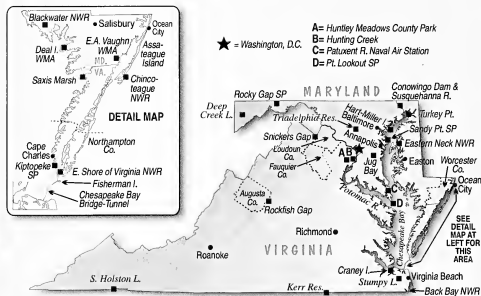 Blackwater NWR
Salisbury
Ocean
City
E.A. Vaughn
WMA
Assa-
teague
Island
Deal I.
WMA
MD.
VA.
Saxis Marsh
Chinco-
teague
NWR
DETAIL MAP
Northampton
Co.
Cape
Charles
Kiptopeke
SP
E. Shore of Virginia NWR
Fisherman I.
Chesapeake Bay
Bridge-Tunnel
= Washington, D.C.
A= Huntley Meadows County Park
B= Hunting Creek
C= Patuxent R. Naval Air Station
D= Pt. Lookout SP
Rocky Gap SP
MARYLAND
Conowingo Dam &
Susquehanna R.
Deep
Creek L.
Triadelphia Res.
Hart-Miller I.
Baltimore
Turkey Pt.
Snickers Gap
Annapolis
Sandy Pt. SP
Loudoun
Co.
Eastern Neck NWR
A
B
Jug
Bay
Easton
Worcester
Co.
Fauquier
Co.
Ocean
City
Augusta
Co.
Potomac R.
C
D
Rockfish Gap
Chesapeake Bay
SEE
DETAIL MAP
AT
LEFT FOR
THIS
AREA
Richmond
VIRGINIA
Roanoke
Craney I.
Virginia Beach
S. Holston L.
Kerr Res.
Stumpy L.
Back Bay NWR